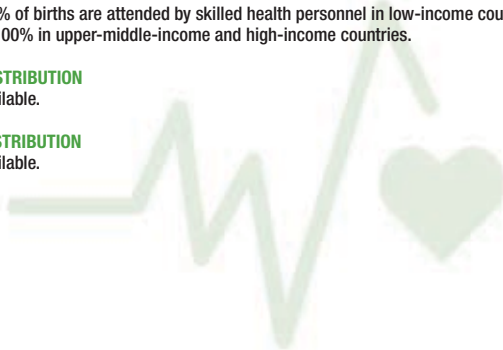 % of births are attended by skilled health personnel in low-income cou
00% in upper-middle-income and high-income countries.
STRIBUTION
ilable.
STRIBUTION
ilable.